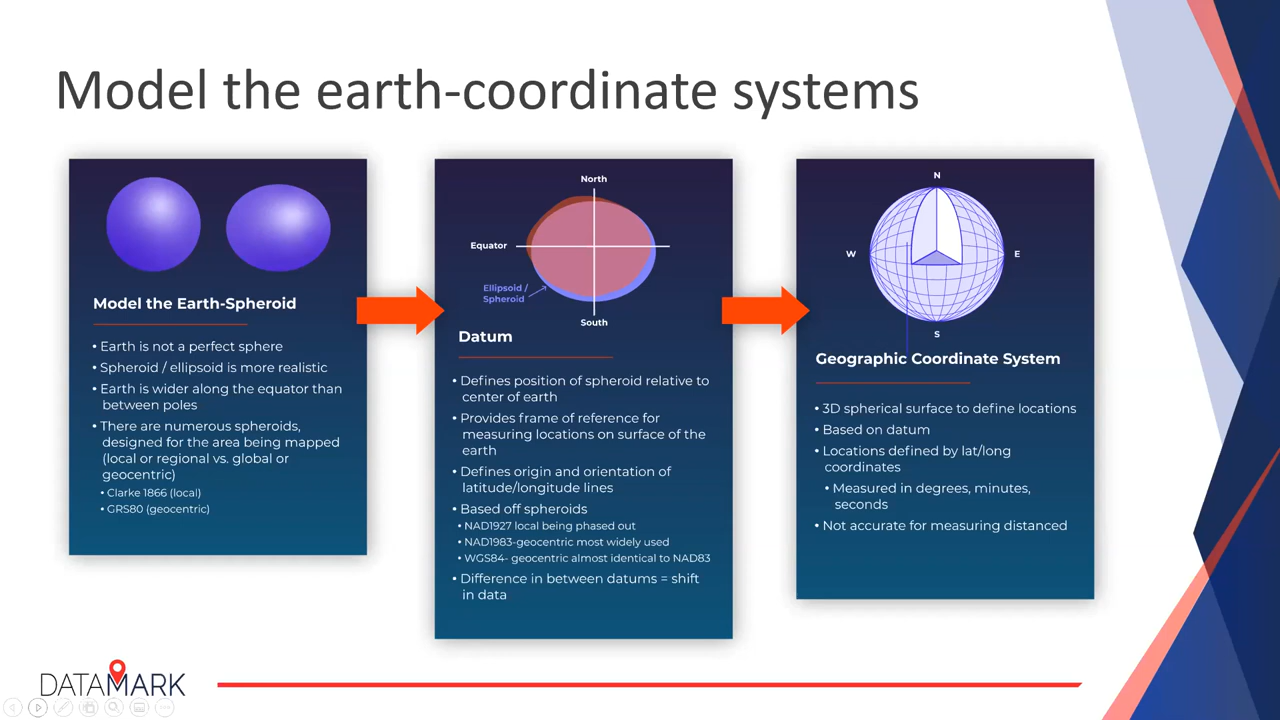 Model the earth-coordinate systems
Model the Earth-Spheroid
• Earth is not a perfect sphere
• Spheroid / ellipsoid is more realistic
• Earth is wider along the equator than
between poles
• There are numerous spheroids,
designed for the area being mapped
(local or regional vs. global or
geocentric)
• Clarke 1866 (local)
• GRS80 (geocentric)
North
Equator
Ellipsoid /
Spheroid
South
Datum
• Defines position of spheroid relative to
center of earth
• Provides frame of reference for
measuring locations on surface of the
earth
• Defines origin and orientation of
latitude/longitude lines
• Based off spheroids
• NAD1927 local being phased out
• NAD1983-geocentric most widely used
• WGS84- geocentric almost identical to NAD83
• Difference in between datums = shift
in data
N
W
E
S
Geographic Coordinate System
• 3D spherical surface to define locations
• Based on datum
• Locations defined by lat/long
coordinates
• Measured in degrees, minutes,
seconds
• Not accurate for measuring distanced
DATAMARK